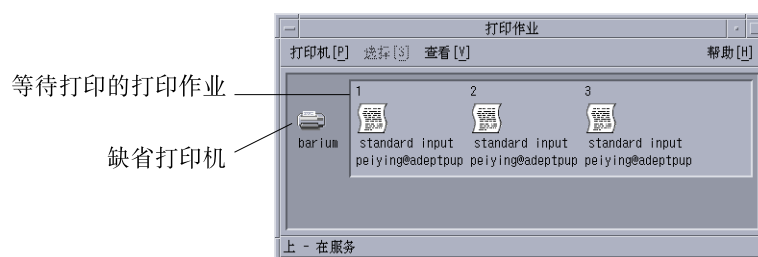 打印作业
打印机[P] 选择[S] 查看[V] 帮助[H]
等待打印的打印作业
1 2 3
缺省打印机
barium
standard input standard input standard input
peiying@adeptpup peiying@adeptpup peiying@adeptpup
上 - 在服务